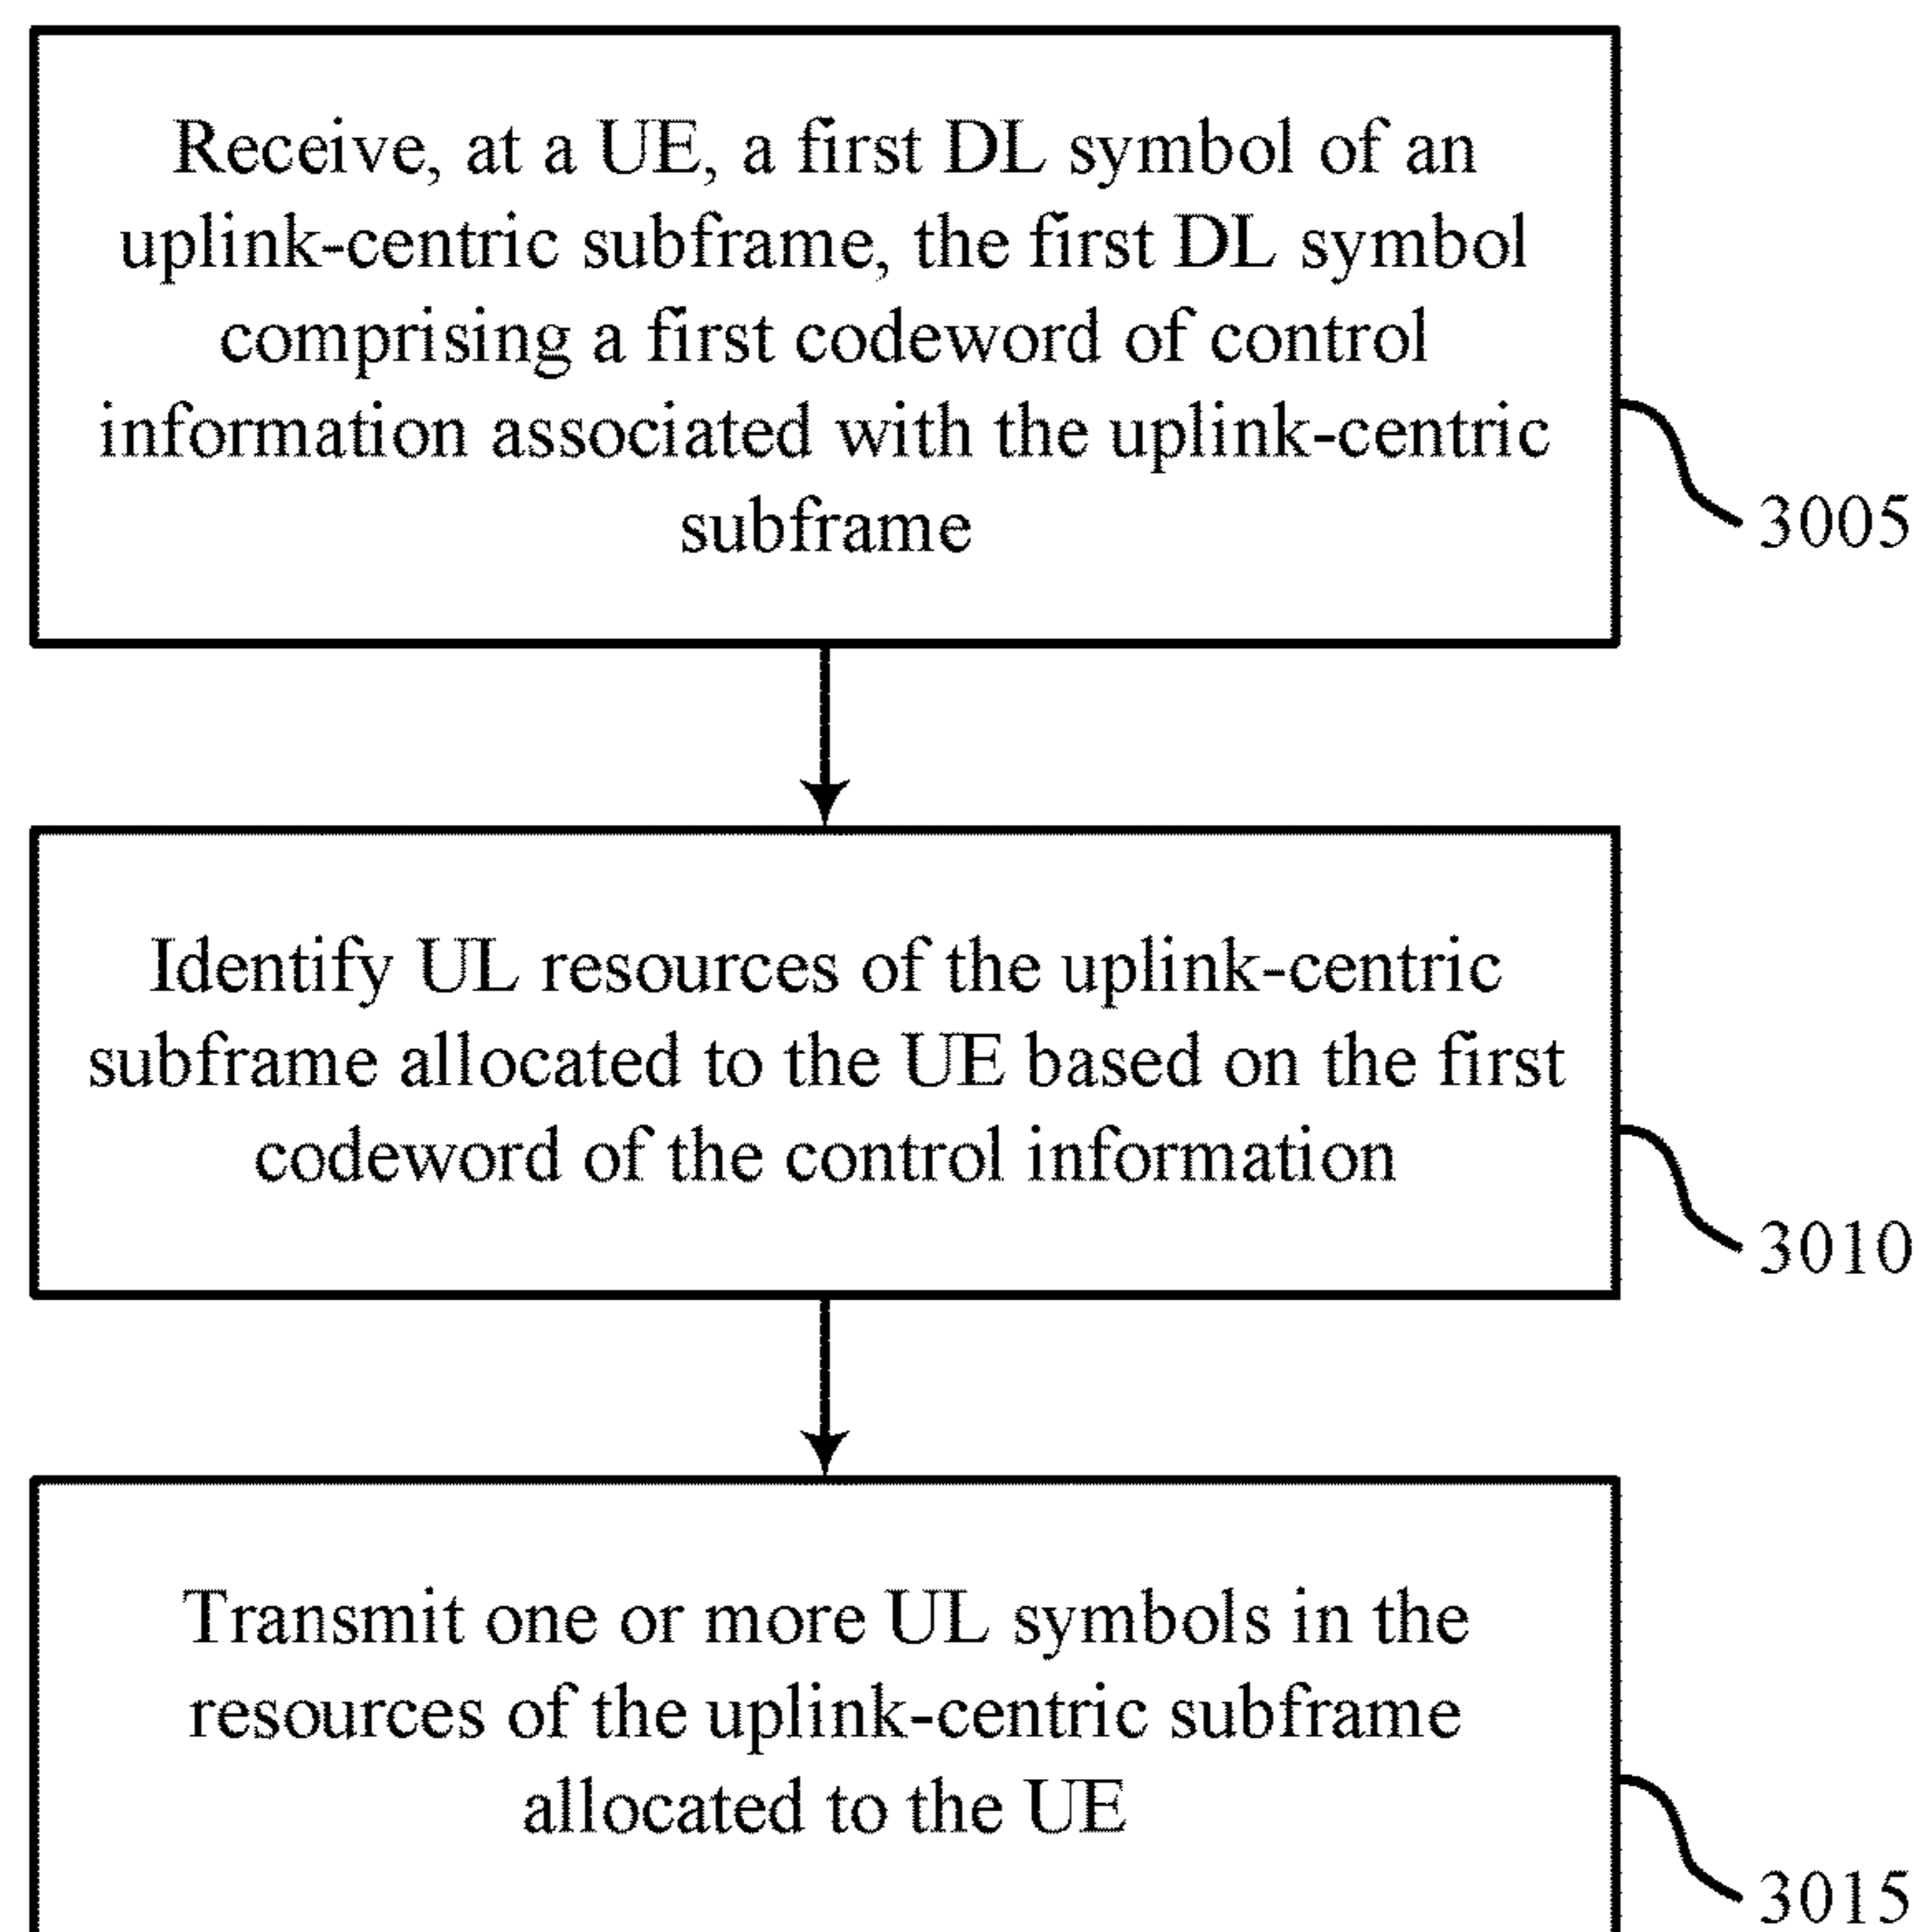 Receive, at a UE, a first DL symbol of an
uplink-centric subframe, the first DL symbol
comprising a first codeword of control
information associated with the uplink-centric
subframe
3005
Identify UL resources of the uplink-centric
subframe allocated to the UE based on the first
codeword of the control information
3010
Transmit one or more UL symbols in the
resources of the uplink-centric subframe
allocated to the UE
3015